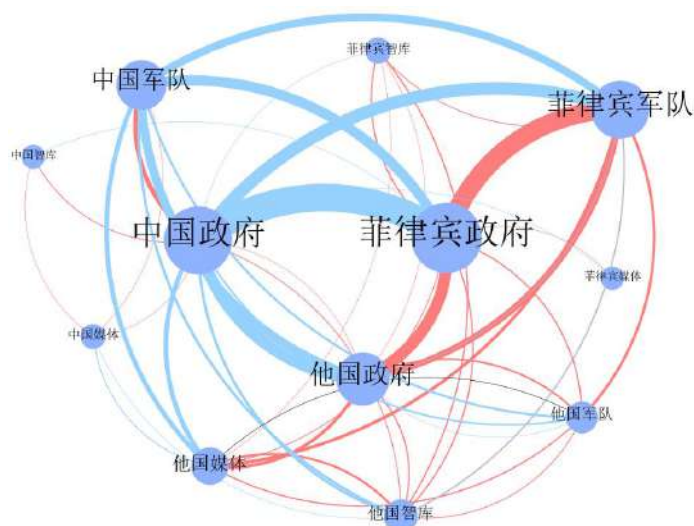 菲律宾智库
中国军队
菲律宾军队
中国智库
中国政府
菲律宾政府
菲律宾媒体
中国媒体
他国政府
他国军队
他国媒体
他国智库